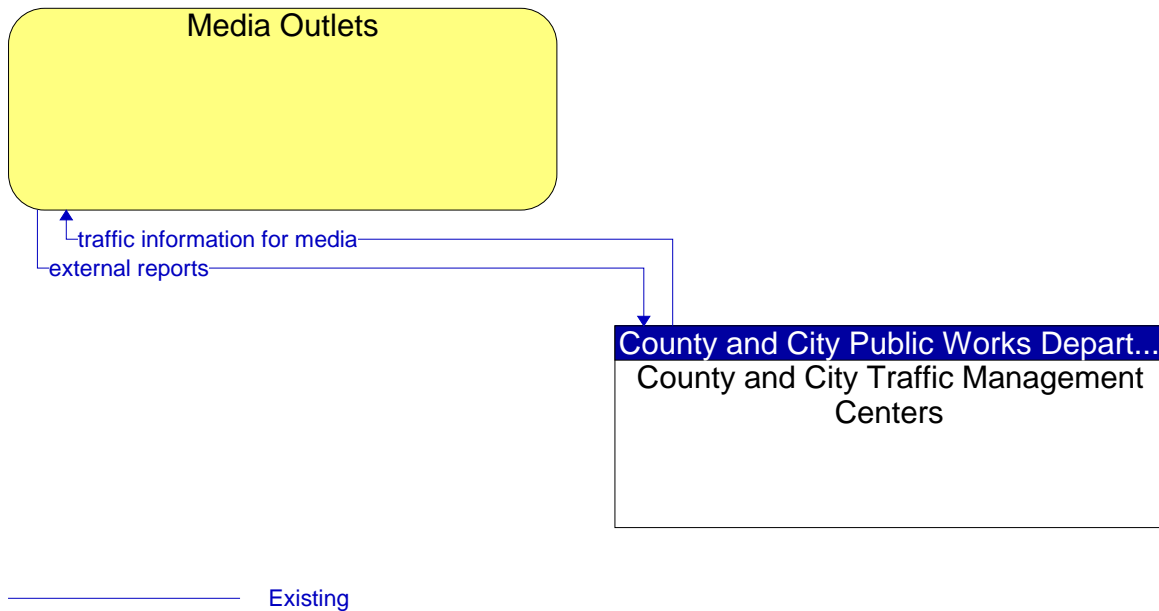 Media Outlets
traffic information for media
external reports
County and City Public Works Depart...
County and City Traffic Management
Centers
Existing